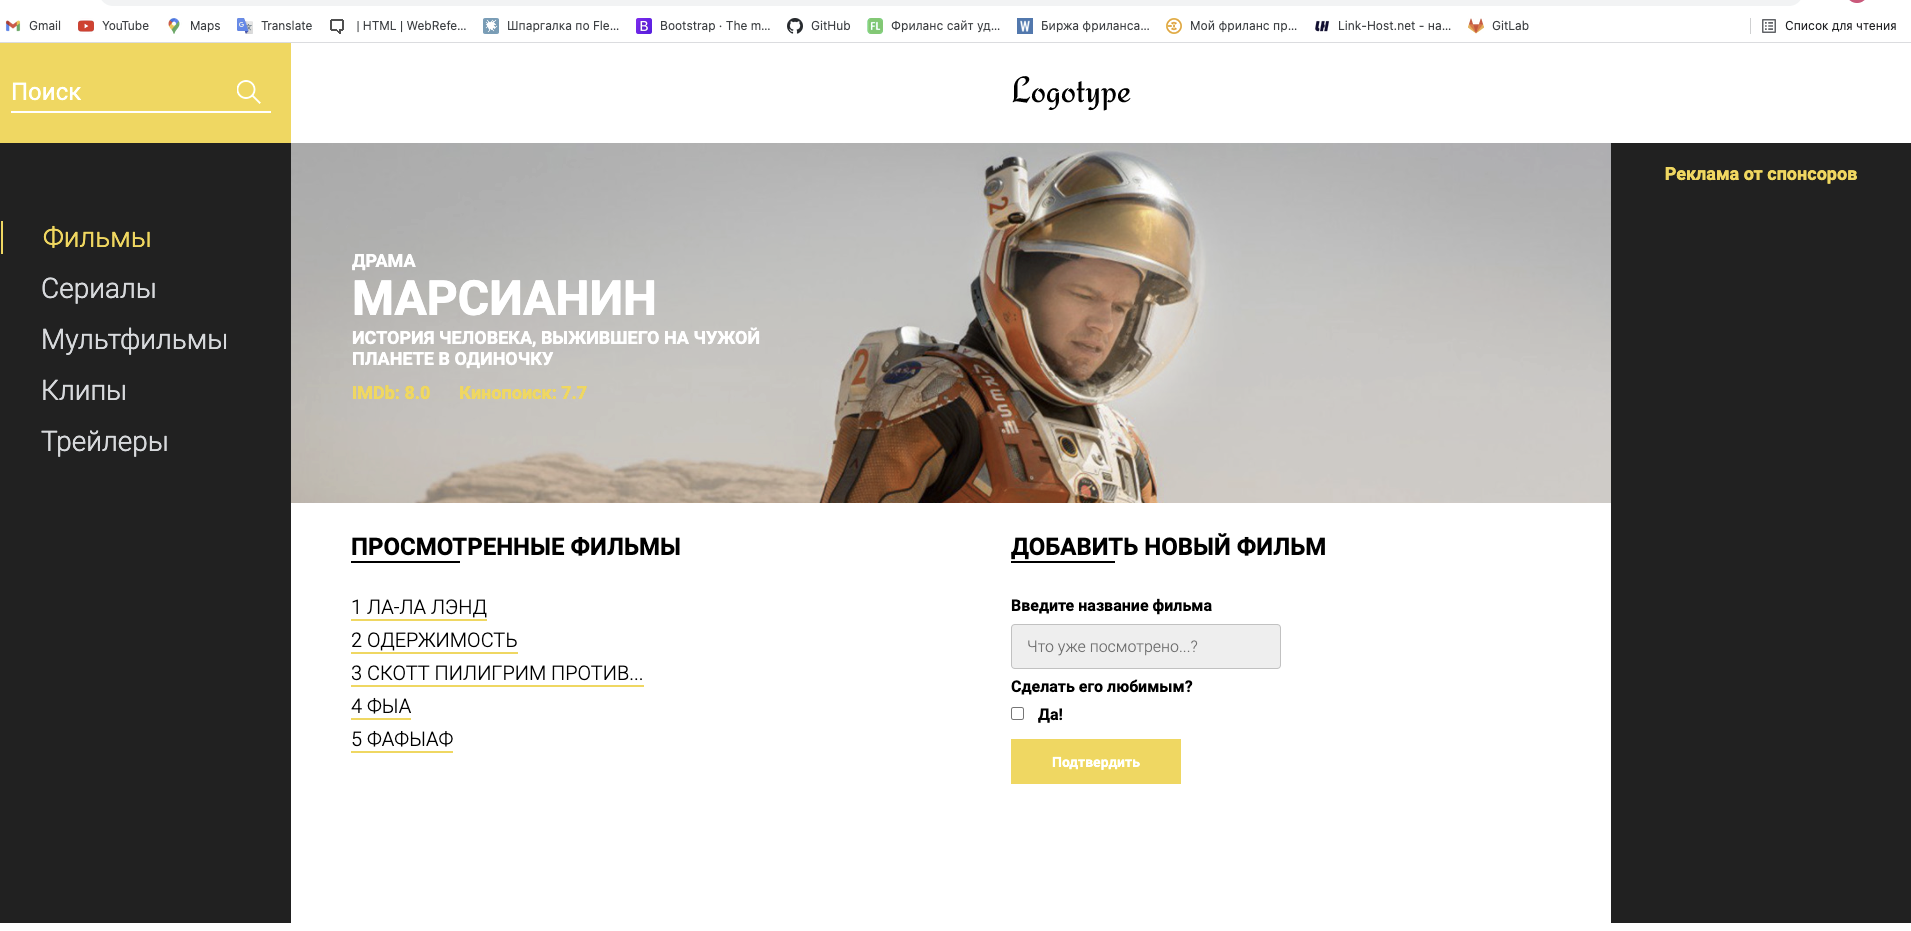 Gmail YouTube Maps Translate | HTML | WebRefe... Шпаргалка по Fle... Bootstrap · The m... GitHub Фриланс сайт уд... Биржа фриланса... Мой фриланс пр... Link-Host.net - на... GitLab Список для чтения
Поиск
Logotype
Реклама от спонсоров
Фильмы
Сериалы
Мультфильмы
Клипы
Трейлеры
ДРАМА
МАРСИАНИН
ИСТОРИЯ ЧЕЛОВЕКА, ВЫЖИВШЕГО НА ЧУЖОЙ
ПЛАНЕТЕ В ОДИНОЧКУ
IMDb: 8.0 Кинопоиск: 7.7
2
2
NASA
ARES
ПРОСМОТРЕННЫЕ ФИЛЬМЫ
1 ЛА-ЛА ЛЭНД
2 ОДЕРЖИМОСТЬ
3 СКОТТ ПИЛИГРИМ ПРОТИВ...
4 ФЫА
5 ФАФЫАФ
ДОБАВИТЬ НОВЫЙ ФИЛЬМ
Введите название фильма
Что уже посмотрено...?
Сделать его любимым?
Да!
Подтвердить